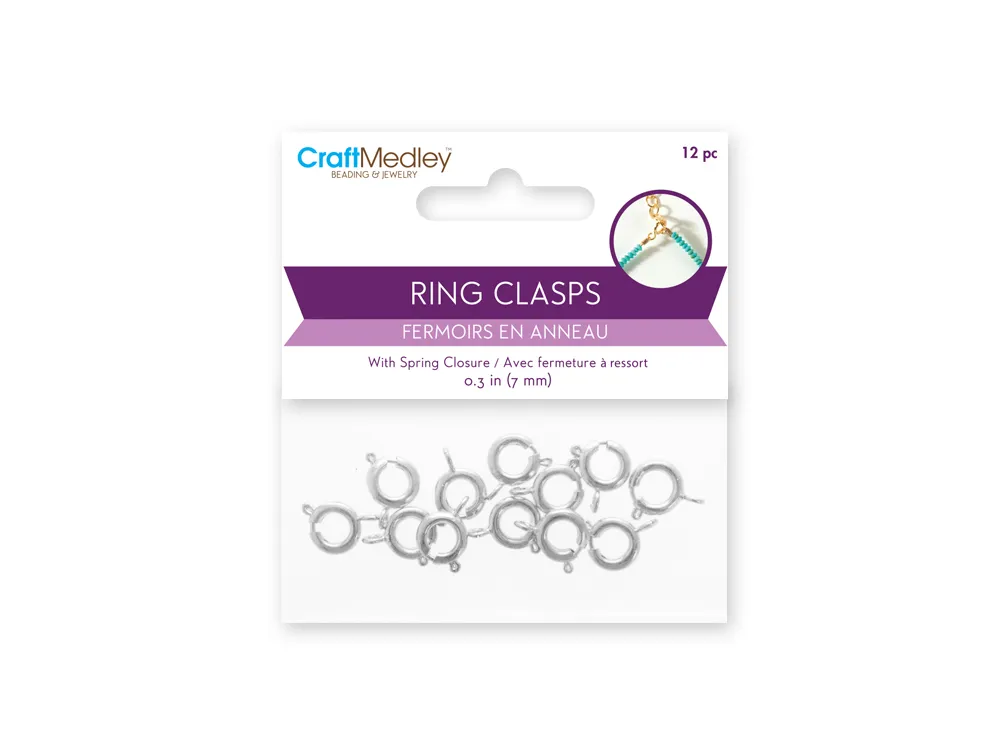 CraftMedley™
BEADING & JEWELRY
12 pc
RING CLASPS
FERMOIRS EN ANNEAU
With Spring Closure / Avec fermeture à ressort
0.3 in (7 mm)